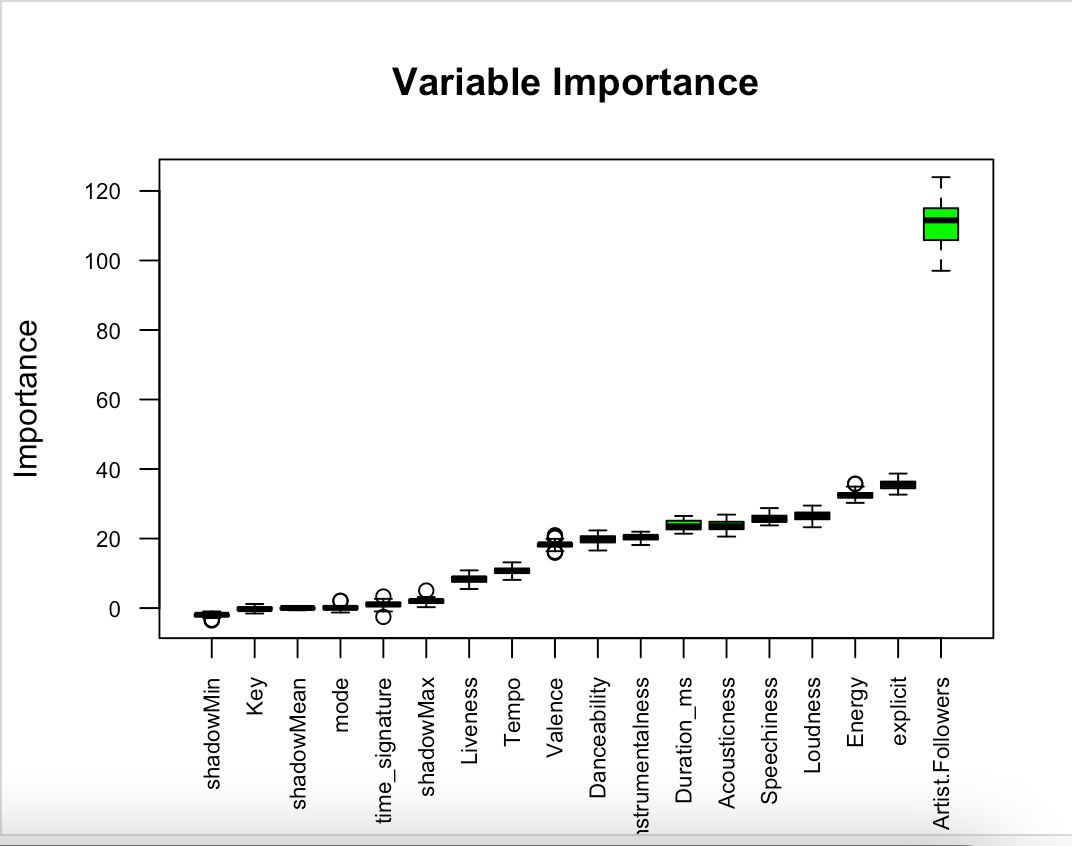 Variable Importance
Importance
120
100
80
60
40
20
0
shadowMin
Key
shadowMean
mode
time_signature
shadowMax
Liveness
Tempo
Valence
Danceability
nstrumentalness
Duration_ms
Acousticness
Speechiness
Loudness
Energy
explicit
Artist.Followers